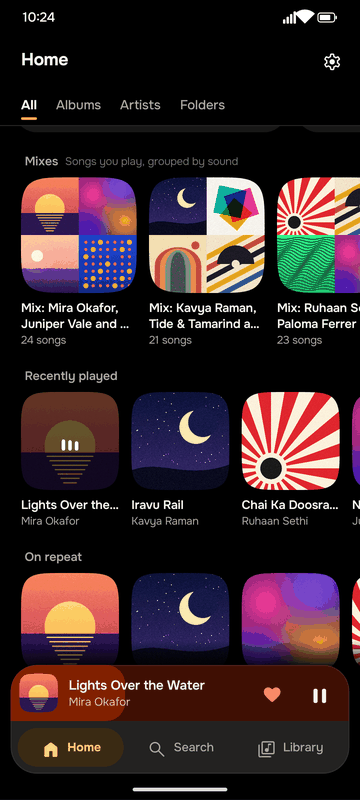 10:24
Home
All Albums Artists Folders
Mixes Songs you play, grouped by sound
Mix: Mira Okafor, Juniper Vale and ...
24 songs
Mix: Kavya Raman, Tide & Tamarind a...
21 songs
Mix: Ruhaan S
Paloma Ferrer
23 songs
Recently played
Lights Over the...
Mira Okafor
Iravu Rail
Kavya Raman
Chai Ka Doosra...
Ruhaan Sethi
On repeat
Lights Over the Water
Mira Okafor
Home Search Library